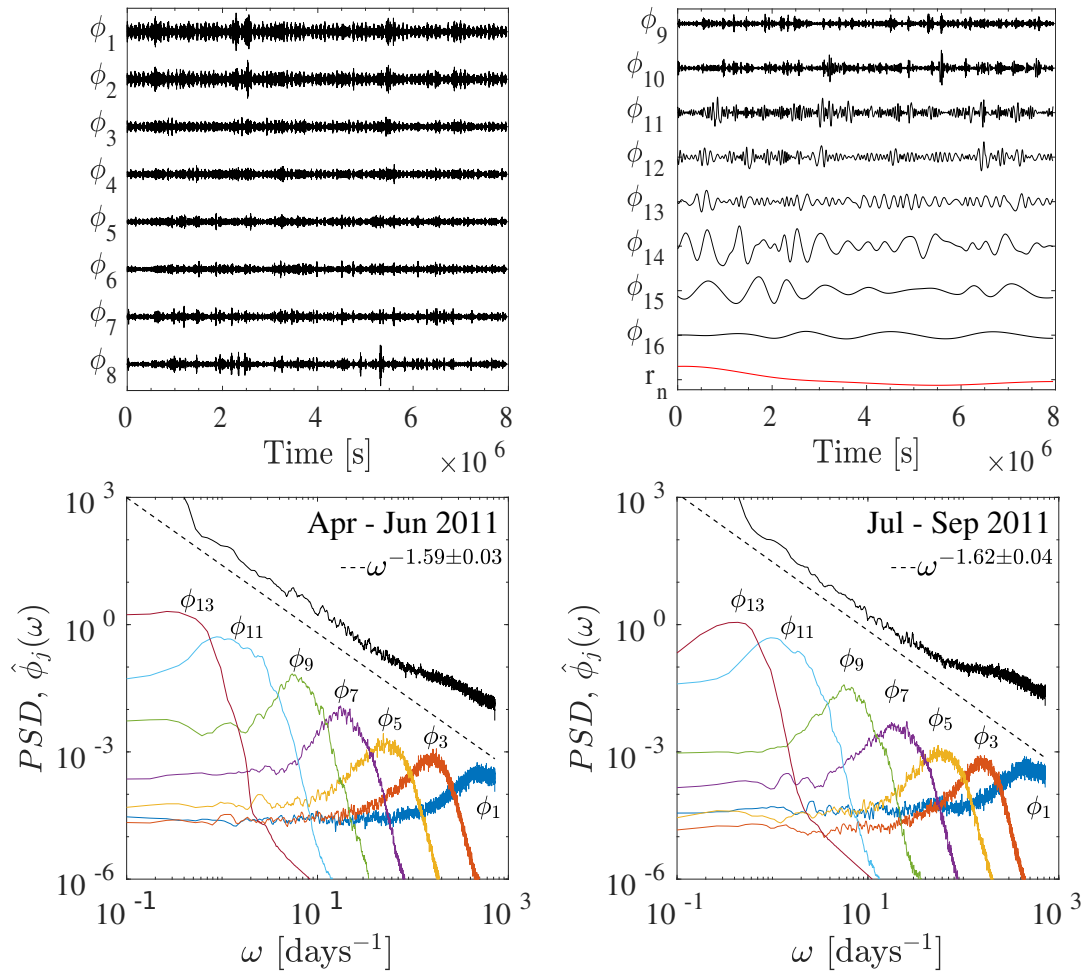 ϕ1
ϕ2
ϕ3
ϕ4
ϕ5
ϕ6
ϕ7
ϕ8
0 2 4 6 8
Time [s]
×10 6
ϕ9
ϕ10
ϕ11
ϕ12
ϕ13
ϕ14
ϕ15
ϕ16
rn
0 2 4 6 8
Time [s]
×10 6
Apr - Jun 2011
---ω−1.59±0.03
ϕ13
ϕ11
ϕ9
ϕ7
ϕ5
ϕ3
ϕ1
10 3
10 0
10-3
10-6
PSD, ϕ̂j(ω)
10-1 10 1 10 3
ω [days−1]
Jul - Sep 2011
---ω−1.62±0.04
ϕ13
ϕ11
ϕ9
ϕ7
ϕ5
ϕ3
ϕ1
10 3
10 0
10-3
10-6
PSD, ϕ̂j(ω)
10-1 10 1 10 3
ω [days−1]